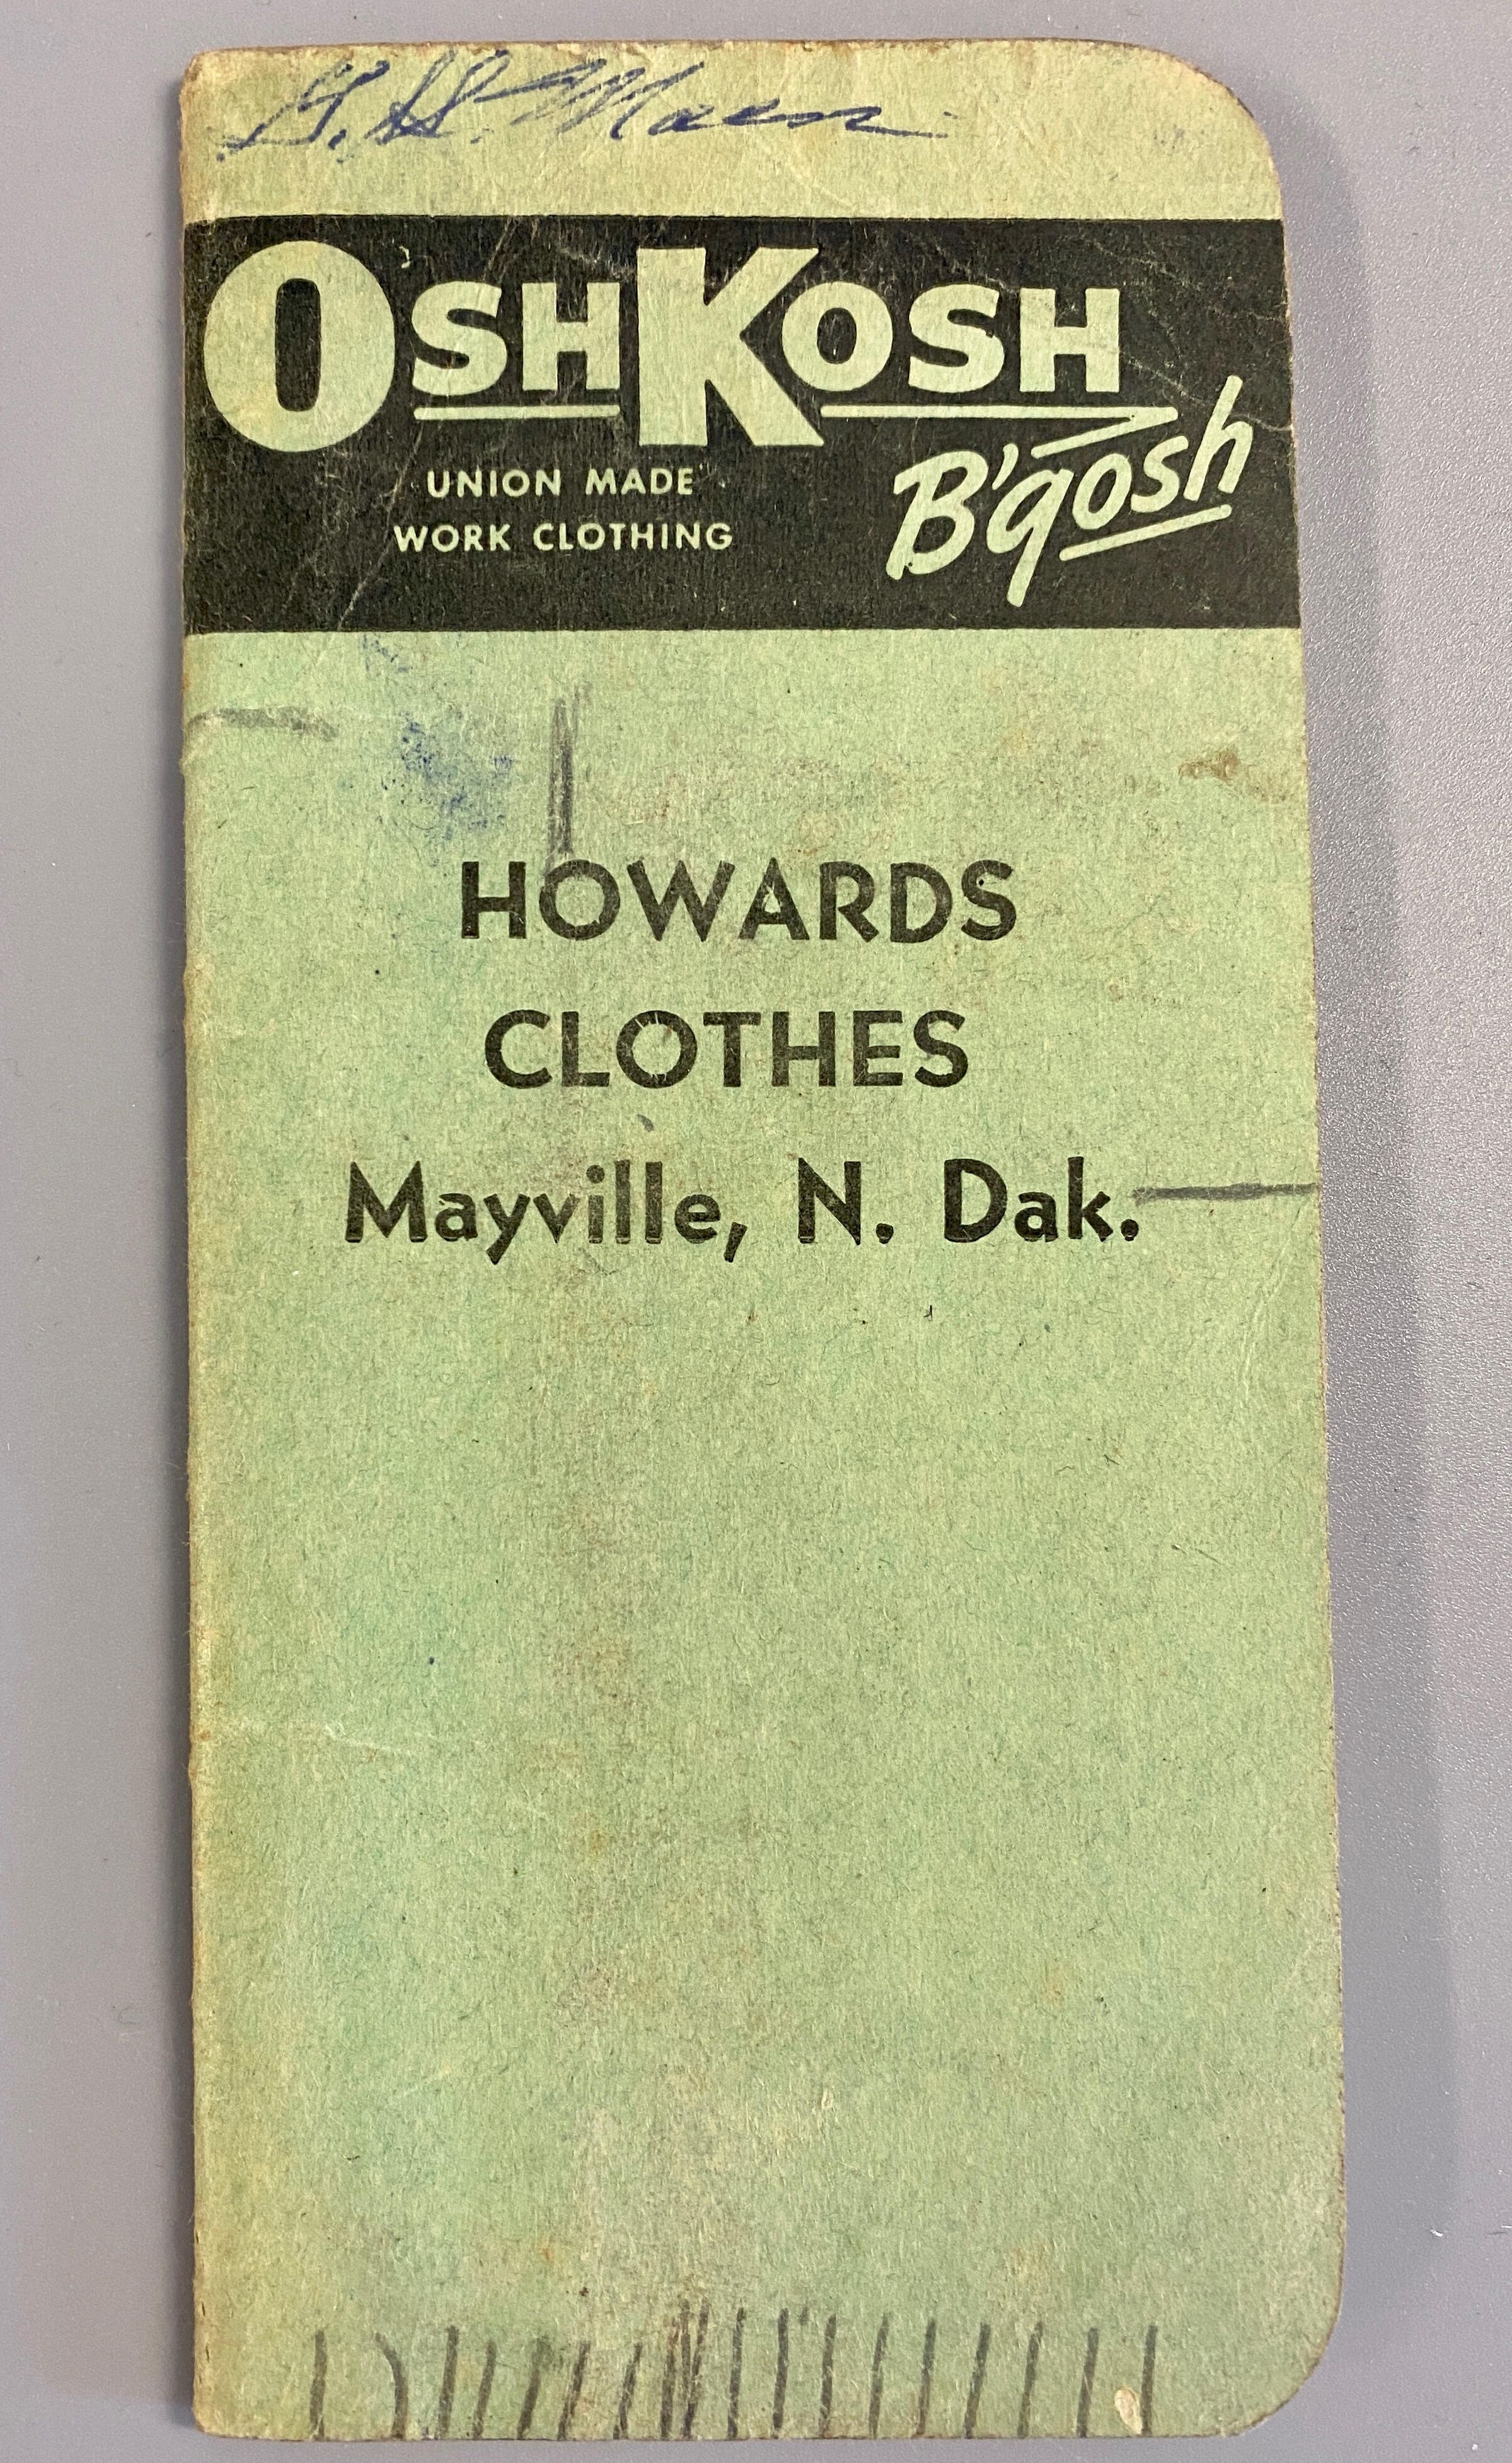 OSHKOSH
B'gosh
UNION MADE
WORK CLOTHING
HOWARDS
CLOTHES
Mayville, N. Dak.